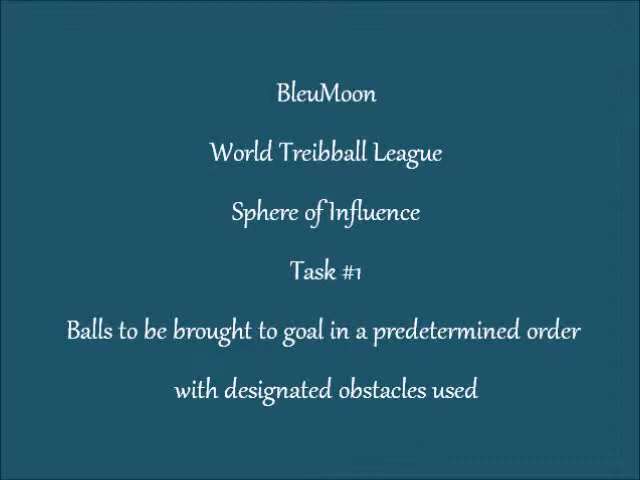 BleuMoon
World Treibball League
Sphere of Influence
Task #1
Balls to be brought to goal in a predetermined order
with designated obstacles used